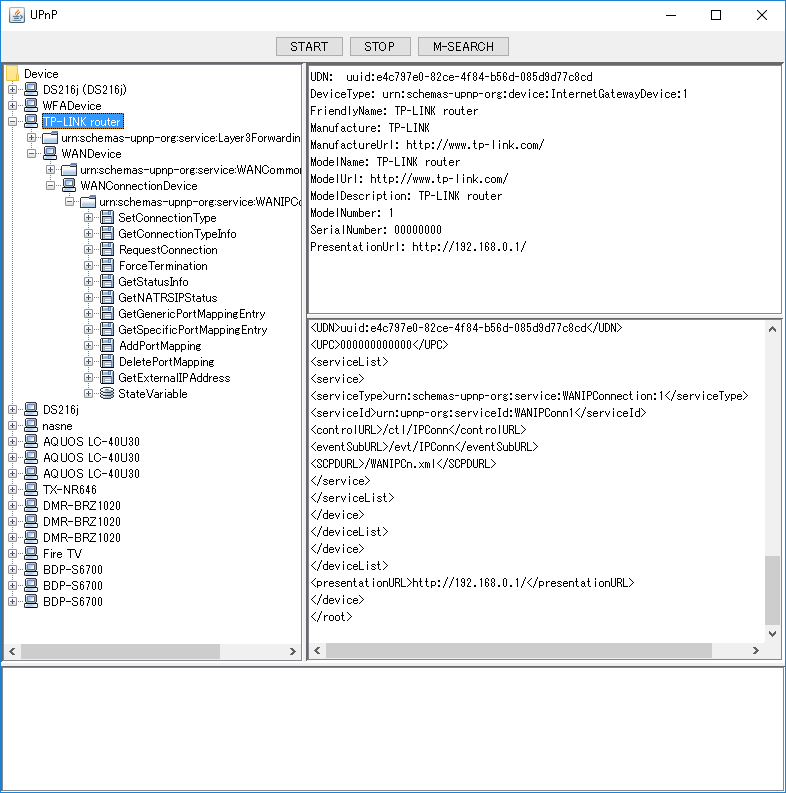 UPnP
START STOP M-SEARCH
Device
DS216j (DS216j)
WFADevice
TP-LINK router
urn:schemas-upnp-org:service:Layer3Forwardin
WANDevice
urn:schemas-upnp-org:service:WANCommon
WANConnectionDevice
urn:schemas-upnp-org:service:WANIPCo
SetConnectionType
GetConnectionTypeInfo
RequestConnection
ForceTermination
GetStatusInfo
GetNATRSIPStatus
GetGenericPortMappingEntry
GetSpecificPortMappingEntry
AddPortMapping
DeletePortMapping
GetExternalIPAddress
StateVariable
DS216j
nasne
AQUOS LC-40U30
AQUOS LC-40U30
AQUOS LC-40U30
TX-NR646
DMR-BRZ1020
DMR-BRZ1020
DMR-BRZ1020
Fire TV
BDP-S6700
BDP-S6700
BDP-S6700
UDN: uuid:e4c797e0-82ce-4f84-b56d-085d9d77c8cd
DeviceType: urn:schemas-upnp-org:device:InternetGatewayDevice:1
FriendlyName: TP-LINK router
Manufacture: TP-LINK
ManufactureUrl: http://www.tp-link.com/
ModelName: TP-LINK router
ModelUrl: http://www.tp-link.com/
ModelDescription: TP-LINK router
ModelNumber: 1
SerialNumber: 00000000
PresentationUrl: http://192.168.0.1/
<UDN>uuid:e4c797e0-82ce-4f84-b56d-085d9d77c8cd</UDN>
<UPC>000000000000</UPC>
<serviceList>
<service>
<serviceType>urn:schemas-upnp-org:service:WANIPConnection:1</serviceType>
<serviceId>urn:upnp-org:serviceId:WANIPConn1</serviceId>
<controlURL>/ctl/IPConn</controlURL>
<eventSubURL>/evt/IPConn</eventSubURL>
<SCPDURL>/WANIPCn.xml</SCPDURL>
</service>
</serviceList>
</device>
</deviceList>
</device>
</deviceList>
<presentationURL>http://192.168.0.1/</presentationURL>
</device>
</root>